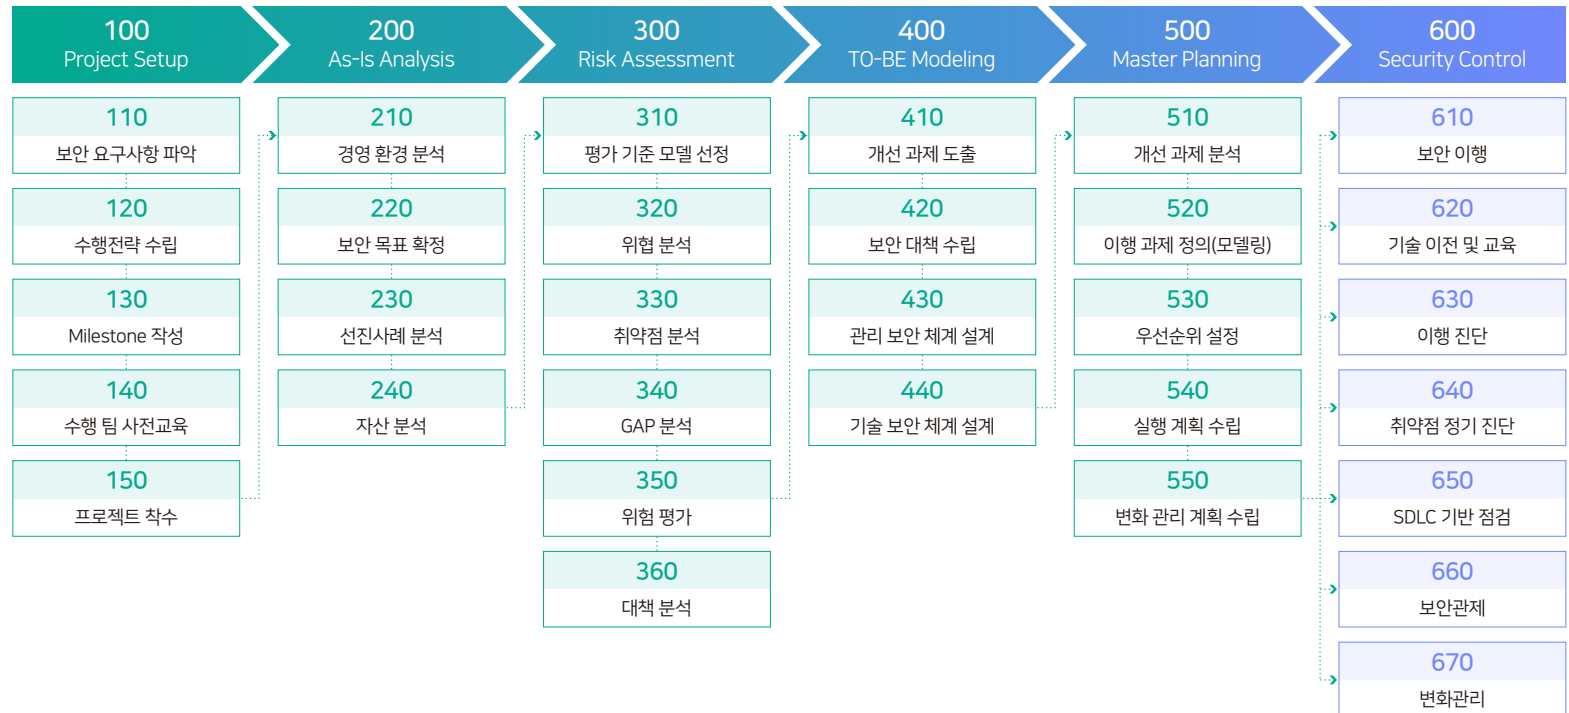 100
Project Setup
200
As-Is Analysis
300
Risk Assessment
400
TO-BE Modeling
500
Master Planning
600
Security Control
110
보안 요구사항 파악
120
수행전략 수립
130
Milestone 작성
140
수행 팀 사전교육
150
프로젝트 착수
210
경영 환경 분석
220
보안 목표 확정
230
선진사례 분석
240
자산 분석
310
평가 기준 모델 선정
320
위협 분석
330
취약점 분석
340
GAP 분석
350
위험 평가
360
대책 분석
410
개선 과제 도출
420
보안 대책 수립
430
관리 보안 체계 설계
440
기술 보안 체계 설계
510
개선 과제 분석
520
이행 과제 정의(모델링)
530
우선순위 설정
540
실행 계획 수립
550
변화 관리 계획 수립
610
보안 이행
620
기술 이전 및 교육
630
이행 진단
640
취약점 정기 진단
650
SDLC 기반 점검
660
보안관제
670
변화관리